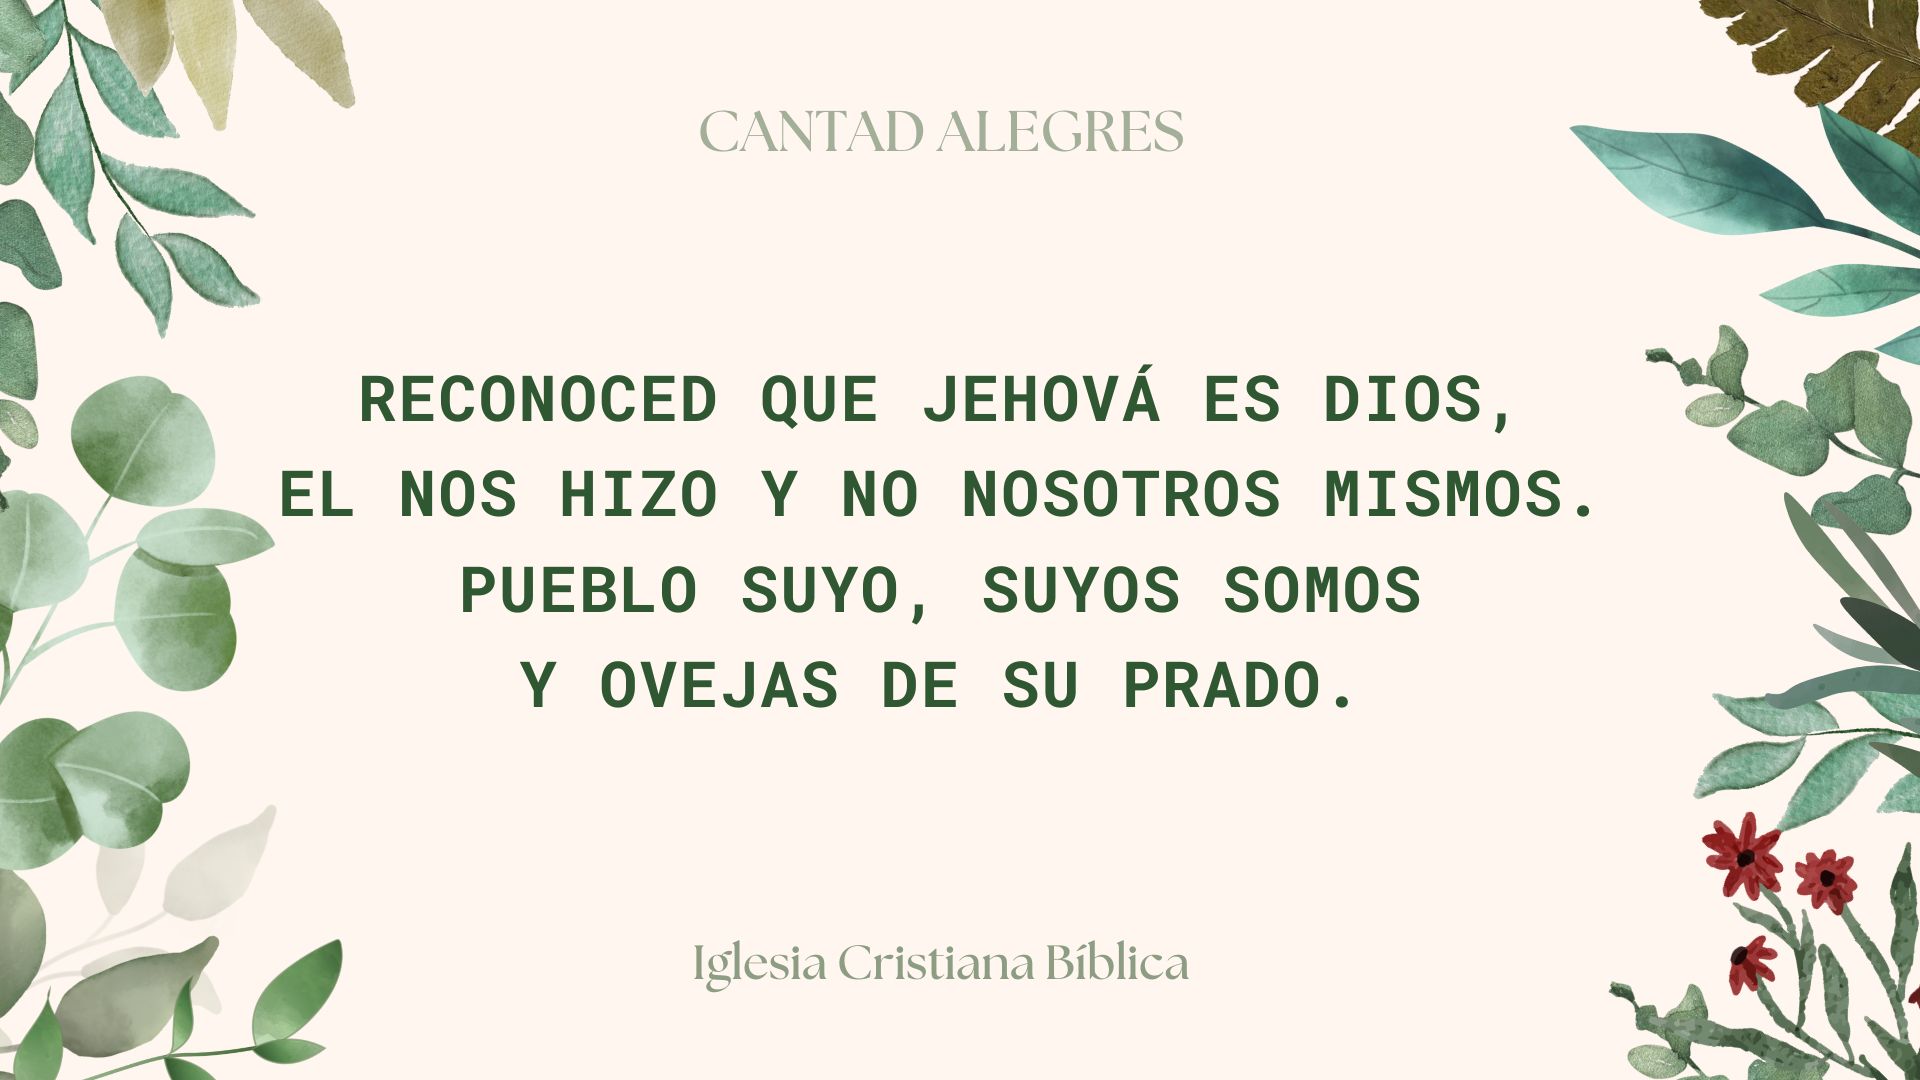 CANTAD ALEGRES
RECONOCED QUE JEHOVÁ ES DIOS,
EL NOS HIZO Y NO NOSOTROS MISMOS.
PUEBLO SUYO, SUYOS SOMOS
Y OVEJAS DE SU PRADO.
Iglesia Cristiana Bíblica